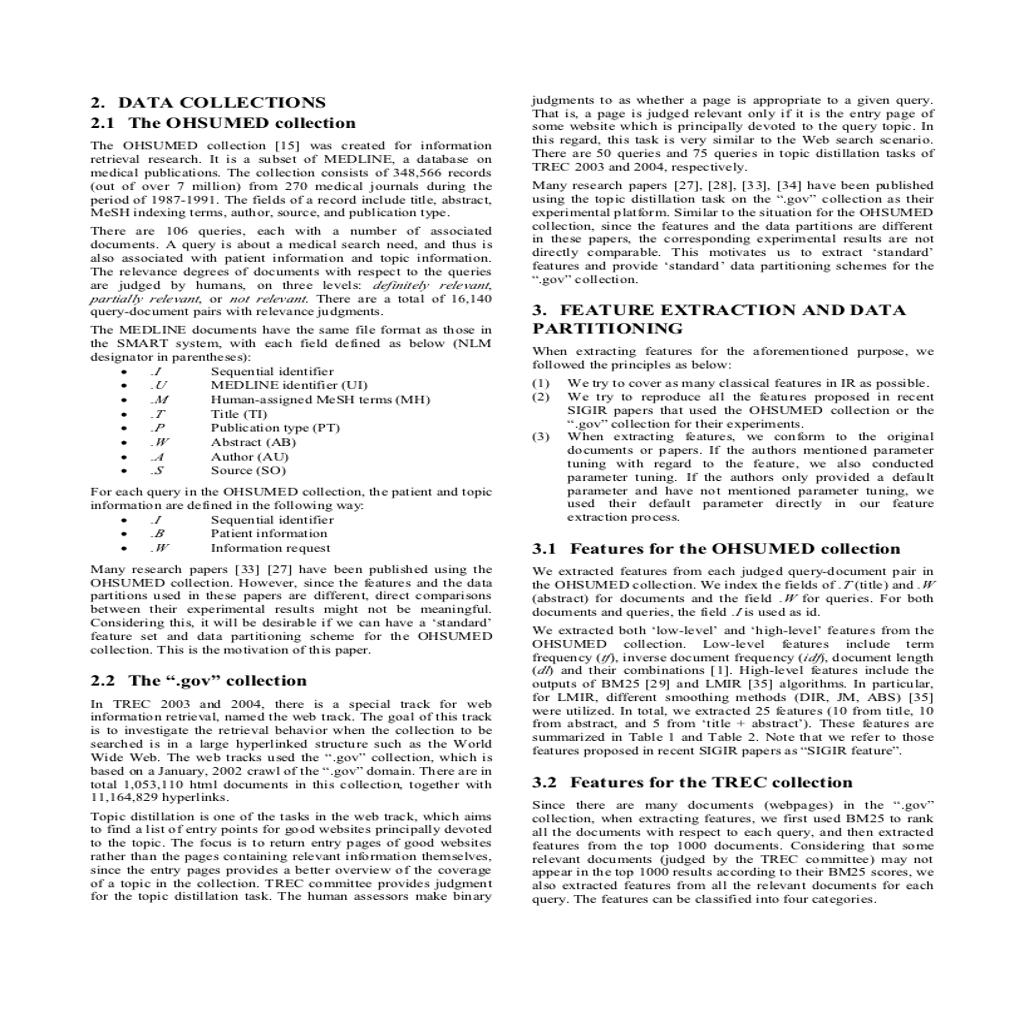 2. DATA COLLECTIONS
2.1 The OHSUMED collection
The OHSUMED collection [15] was created for information
retrieval research. It is a subset of MEDLINE, a database on
medical publications. The collection consists of 348,566 records
(out of over 7 million) from 270 medical journals during the
period of 1987-1991. The fields of a record include title, abstract,
MeSH indexing terms, author, source, and publication type.
There are 106 queries, each with a number of associated
documents. A query is about a medical search need, and thus is
also associated with patient information and topic information.
The relevance degrees of documents with respect to the queries
are judged by humans, on three levels: definitely relevant,
partially relevant, or not relevant. There are a total of 16,140
query-document pairs with relevance judgments.
The MEDLINE documents have the same file format as those in
the SMART system, with each field defined as below (NLM
designator in parentheses):
• .I Sequential identifier
• .U MEDLINE identifier (UI)
• .M Human-assigned MeSH terms (MH)
• .T Title (TI)
• .P Publication type (PT)
• .W Abstract (AB)
• .A Author (AU)
• .S Source (SO)
For each query in the OHSUMED collection, the patient and topic
information are defined in the following way:
• .I Sequential identifier
• .B Patient information
• .W Information request
Many research papers [33] [27] have been published using the
OHSUMED collection. However, since the features and the data
partitions used in these papers are different, direct comparisons
between their experimental results might not be meaningful.
Considering this, it will be desirable if we can have a ‘standard’
feature set and data partitioning scheme for the OHSUMED
collection. This is the motivation of this paper.
2.2 The “.gov” collection
In TREC 2003 and 2004, there is a special track for web
information retrieval, named the web track. The goal of this track
is to investigate the retrieval behavior when the collection to be
searched is in a large hyperlinked structure such as the World
Wide Web. The web tracks used the “.gov” collection, which is
based on a January, 2002 crawl of the “.gov” domain. There are in
total 1,053,110 html documents in this collection, together with
11,164,829 hyperlinks.
Topic distillation is one of the tasks in the web track, which aims
to find a list of entry points for good websites principally devoted
to the topic. The focus is to return entry pages of good websites
rather than the pages containing relevant information themselves,
since the entry pages provides a better overview of the coverage
of a topic in the collection. TREC committee provides judgment
for the topic distillation task. The human assessors make binary
judgments to as whether a page is appropriate to a given query.
That is, a page is judged relevant only if it is the entry page of
some website which is principally devoted to the query topic. In
this regard, this task is very similar to the Web search scenario.
There are 50 queries and 75 queries in topic distillation tasks of
TREC 2003 and 2004, respectively.
Many research papers [27], [28], [33], [34] have been published
using the topic distillation task on the “.gov” collection as their
experimental platform. Similar to the situation for the OHSUMED
collection, since the features and the data partitions are different
in these papers, the corresponding experimental results are not
directly comparable. This motivates us to extract ‘standard’
features and provide ‘standard’ data partitioning schemes for the
“.gov” collection.
3. FEATURE EXTRACTION AND DATA
PARTITIONING
When extracting features for the aforementioned purpose, we
followed the principles as below:
(1) We try to cover as many classical features in IR as possible.
(2) We try to reproduce all the features proposed in recent
SIGIR papers that used the OHSUMED collection or the
“.gov” collection for their experiments.
(3) When extracting features, we conform to the original
documents or papers. If the authors mentioned parameter
tuning with regard to the feature, we also conducted
parameter tuning. If the authors only provided a default
parameter and have not mentioned parameter tuning, we
used their default parameter directly in our feature
extraction process.
3.1 Features for the OHSUMED collection
We extracted features from each judged query-document pair in
the OHSUMED collection. We index the fields of .T (title) and .W
(abstract) for documents and the field .W for queries. For both
documents and queries, the field .I is used as id.
We extracted both ‘low-level’ and ‘high-level’ features from the
OHSUMED collection. Low-level features include term
frequency (tf), inverse document frequency (idf), document length
(dl) and their combinations [1]. High-level features include the
outputs of BM25 [29] and LMIR [35] algorithms. In particular,
for LMIR, different smoothing methods (DIR, JM, ABS) [35]
were utilized. In total, we extracted 25 features (10 from title, 10
from abstract, and 5 from ‘title + abstract’). These features are
summarized in Table 1 and Table 2. Note that we refer to those
features proposed in recent SIGIR papers as “SIGIR feature”.
3.2 Features for the TREC collection
Since there are many documents (webpages) in the “.gov”
collection, when extracting features, we first used BM25 to rank
all the documents with respect to each query, and then extracted
features from the top 1000 documents. Considering that some
relevant documents (judged by the TREC committee) may not
appear in the top 1000 results according to their BM25 scores, we
also extracted features from all the relevant documents for each
query. The features can be classified into four categories.